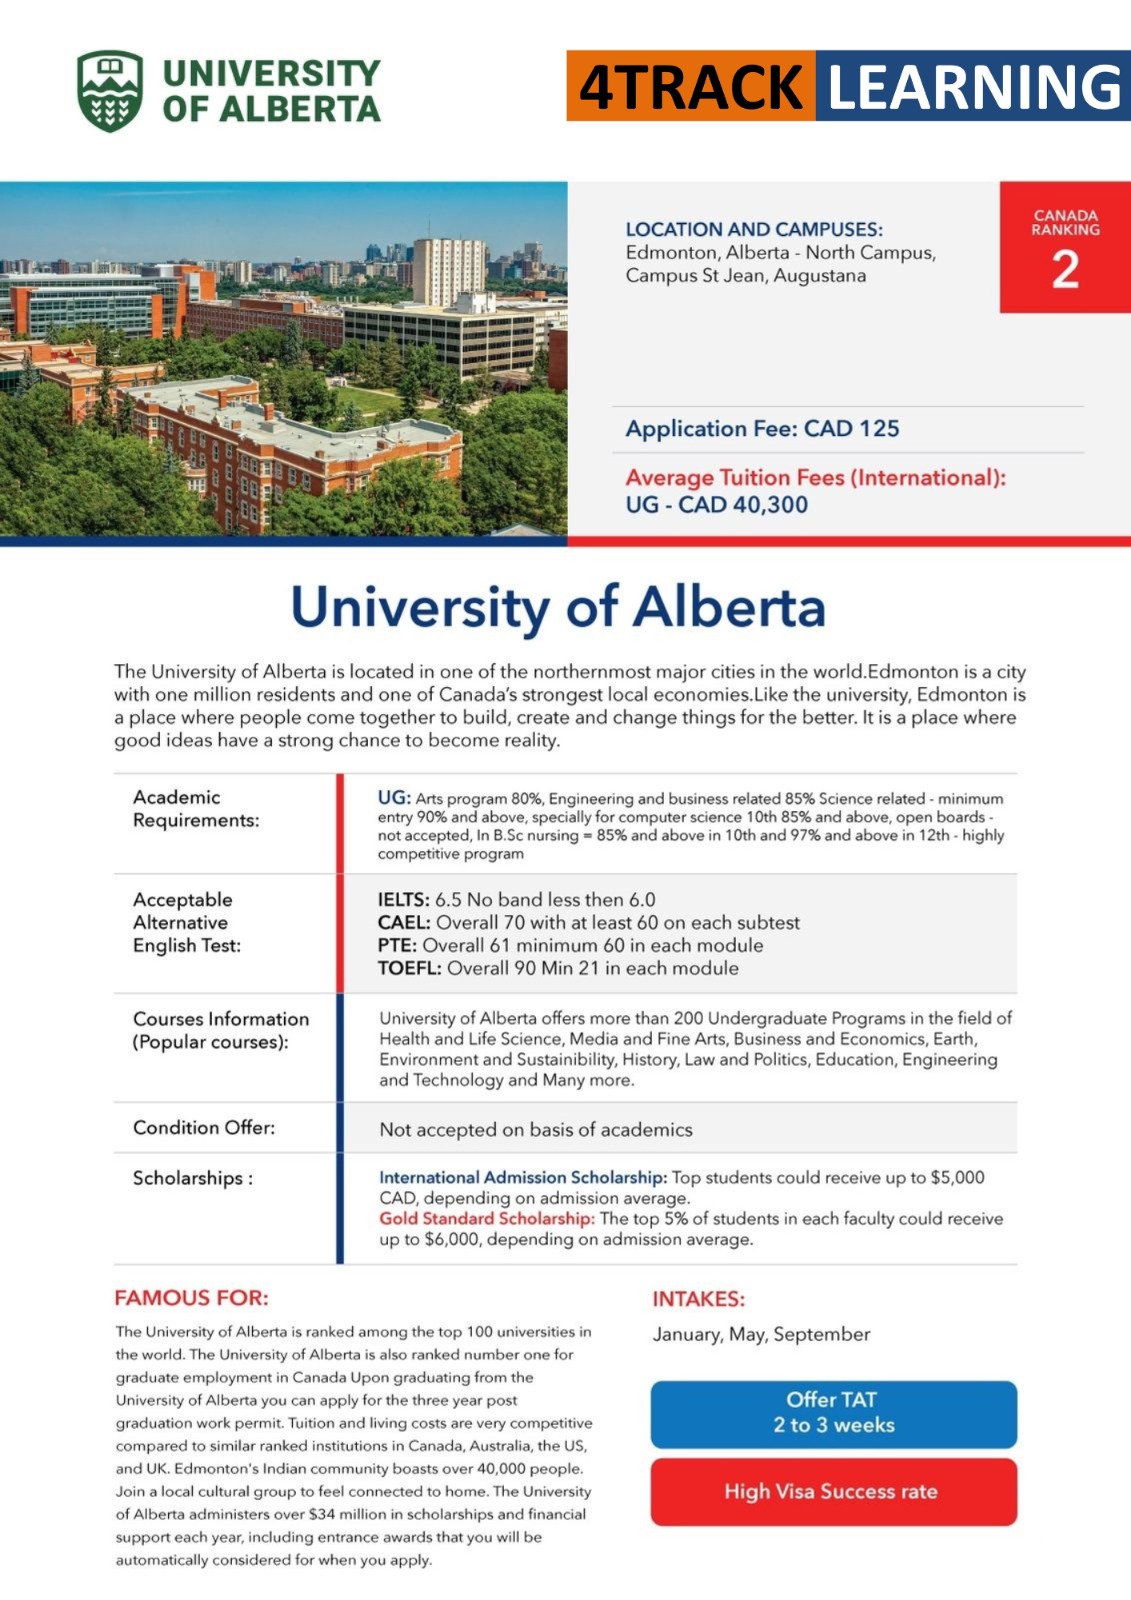 UNIVERSITY
OF ALBERTA
4TRACK LEARNING
LOCATION AND CAMPUSES:
Edmonton, Alberta - North Campus,
Campus St Jean, Augustana
CANADA
RANKING
2
Application Fee: CAD 125
Average Tuition Fees (International):
UG - CAD 40,300
University of Alberta
The University of Alberta is located in one of the northernmost major cities in the world.Edmonton is a city
with one million residents and one of Canada's strongest local economies.Like the university, Edmonton is
a place where people come together to build, create and change things for the better. It is a place where
good ideas have a strong chance to become reality.
Academic
Requirements:
UG: Arts program 80%, Engineering and business related 85% Science related - minimum
entry 90% and above, specially for computer science 10th 85% and above, open boards -
not accepted, In B.Sc nursing = 85% and above in 10th and 97% and above in 12th - highly
competitive program
Acceptable
Alternative
English Test:
IELTS: 6.5 No band less then 6.0
CAEL: Overall 70 with at least 60 on each subtest
PTE: Overall 61 minimum 60 in each module
TOEFL: Overall 90 Min 21 in each module
Courses Information
(Popular courses):
University of Alberta offers more than 200 Undergraduate Programs in the field of
Health and Life Science, Media and Fine Arts, Business and Economics, Earth,
Environment and Sustainibility, History, Law and Politics, Education, Engineering
and Technology and Many more.
Condition Offer:
Not accepted on basis of academics
Scholarships :
International Admission Scholarship: Top students could receive up to $5,000
CAD, depending on admission average.
Gold Standard Scholarship: The top 5% of students in each faculty could receive
up to $6,000, depending on admission average.
FAMOUS FOR:
The University of Alberta is ranked among the top 100 universities in
the world. The University of Alberta is also ranked number one for
graduate employment in Canada Upon graduating from the
University of Alberta you can apply for the three year post
graduation work permit. Tuition and living costs are very competitive
compared to similar ranked institutions in Canada, Australia, the US,
and UK. Edmonton's Indian community boasts over 40,000 people.
Join a local cultural group to feel connected to home. The University
of Alberta administers over $34 million in scholarships and financial
support each year, including entrance awards that you will be
automatically considered for when you apply.
INTAKES:
January, May, September
Offer TAT
2 to 3 weeks
High Visa Success rate